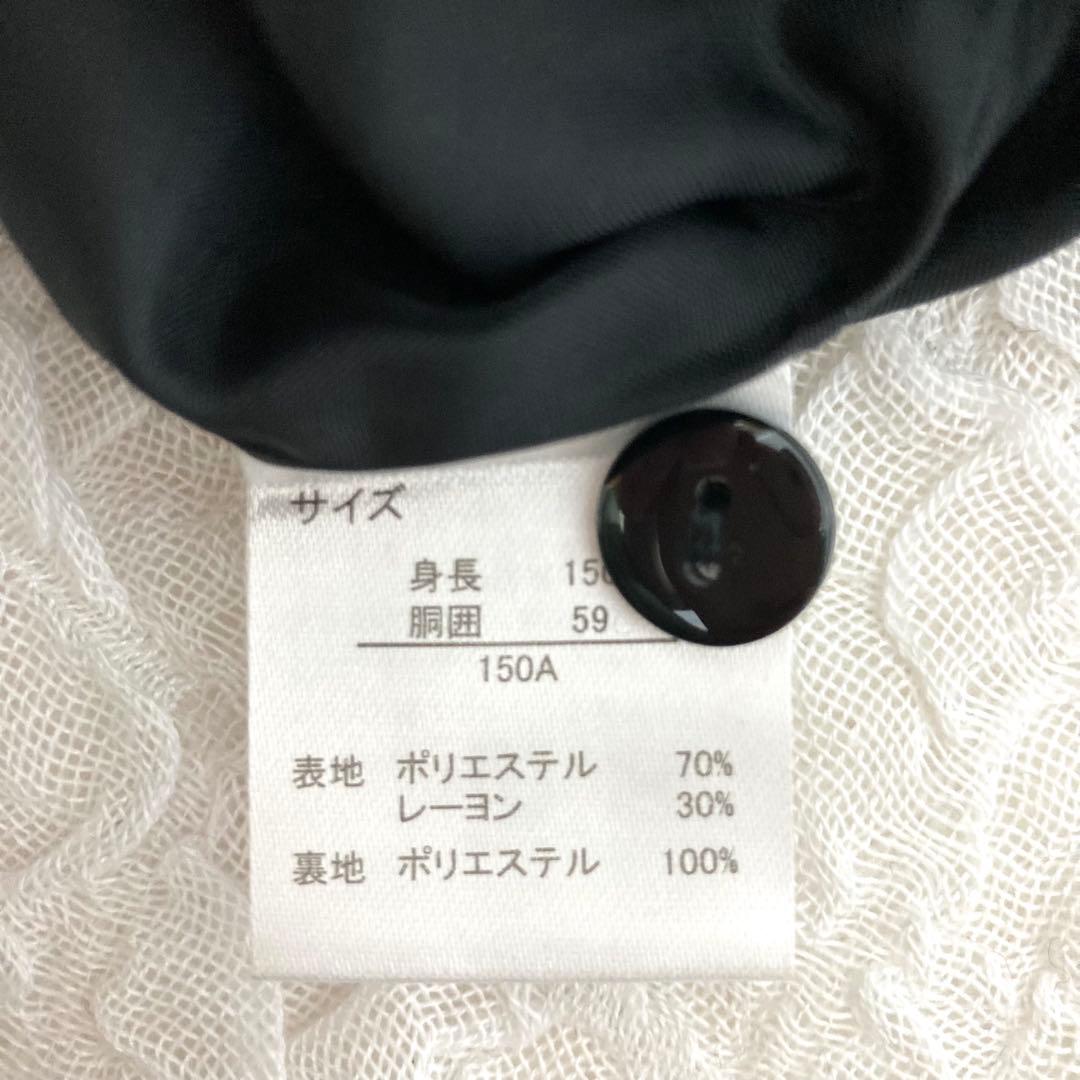 サイズ
身長 15
胴囲 59
150A
表地 ポリエステル 70%
レーヨン 30%
裏地 ポリエステル 100%